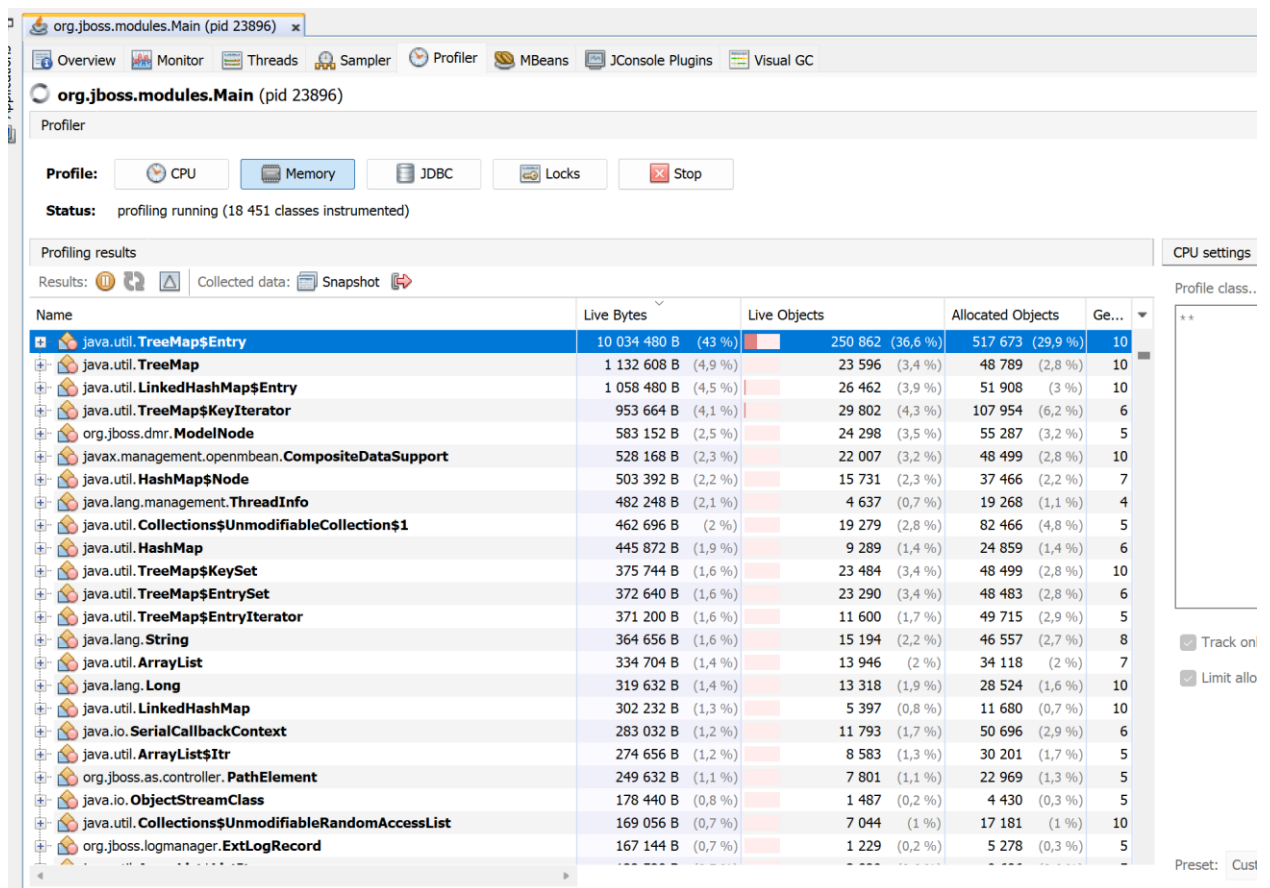 org.jboss.modules.Main (pid 23896)
Overview Monitor Threads Sampler Profiler MBeans JConsole Plugins Visual GC
org.jboss.modules.Main (pid 23896)
Profiler
Profile: CPU Memory JDBC Locks Stop
Status: profiling running (18 451 classes instrumented)
Profiling results CPU settings
Results: Collected data: Snapshot Profile class...
Name Live Bytes Live Objects Allocated Objects Ge... **
java.util.TreeMap$Entry 10 034 480 B (43 %) 250 862 (36,6 %) 517 673 (29,9 %) 10
java.util.TreeMap 1 132 608 B (4,9 %) 23 596 (3,4 %) 48 789 (2,8 %) 10
java.util.LinkedHashMap$Entry 1 058 480 B (4,5 %) 26 462 (3,9 %) 51 908 (3 %) 10
java.util.TreeMap$KeyIterator 953 664 B (4,1 %) 29 802 (4,3 %) 107 954 (6,2 %) 6
org.jboss.dmr.ModelNode 583 152 B (2,5 %) 24 298 (3,5 %) 55 287 (3,2 %) 5
javax.management.openmbean.CompositeDataSupport 528 168 B (2,3 %) 22 007 (3,2 %) 48 499 (2,8 %) 10
java.util.HashMap$Node 503 392 B (2,2 %) 15 731 (2,3 %) 37 466 (2,2 %) 7
java.lang.management.ThreadInfo 482 248 B (2,1 %) 4 637 (0,7 %) 19 268 (1,1 %) 4
java.util.Collections$UnmodifiableCollection$1 462 696 B (2 %) 19 279 (2,8 %) 82 466 (4,8 %) 5
java.util.HashMap 445 872 B (1,9 %) 9 289 (1,4 %) 24 859 (1,4 %) 6
java.util.TreeMap$KeySet 375 744 B (1,6 %) 23 484 (3,4 %) 48 499 (2,8 %) 10
java.util.TreeMap$EntrySet 372 640 B (1,6 %) 23 290 (3,4 %) 48 483 (2,8 %) 6
java.util.TreeMap$EntryIterator 371 200 B (1,6 %) 11 600 (1,7 %) 49 715 (2,9 %) 5
java.lang.String 364 656 B (1,6 %) 15 194 (2,2 %) 46 557 (2,7 %) 8
Track onl
java.util.ArrayList 334 704 B (1,4 %) 13 946 (2 %) 34 118 (2 %) 7
java.lang.Long 319 632 B (1,4 %) 13 318 (1,9 %) 28 524 (1,6 %) 10
Limit allo
java.util.LinkedHashMap 302 232 B (1,3 %) 5 397 (0,8 %) 11 680 (0,7 %) 10
java.io.SerialCallbackContext 283 032 B (1,2 %) 11 793 (1,7 %) 50 696 (2,9 %) 6
java.util.ArrayList$Itr 274 656 B (1,2 %) 8 583 (1,3 %) 30 201 (1,7 %) 5
org.jboss.as.controller.PathElement 249 632 B (1,1 %) 7 801 (1,1 %) 22 969 (1,3 %) 5
java.io.ObjectStreamClass 178 440 B (0,8 %) 1 487 (0,2 %) 4 430 (0,3 %) 5
java.util.Collections$UnmodifiableRandomAccessList 169 056 B (0,7 %) 7 044 (1 %) 17 181 (1 %) 10
org.jboss.logmanager.ExtLogRecord 167 144 B (0,7 %) 1 229 (0,2 %) 5 278 (0,3 %) 5
Preset: Cust